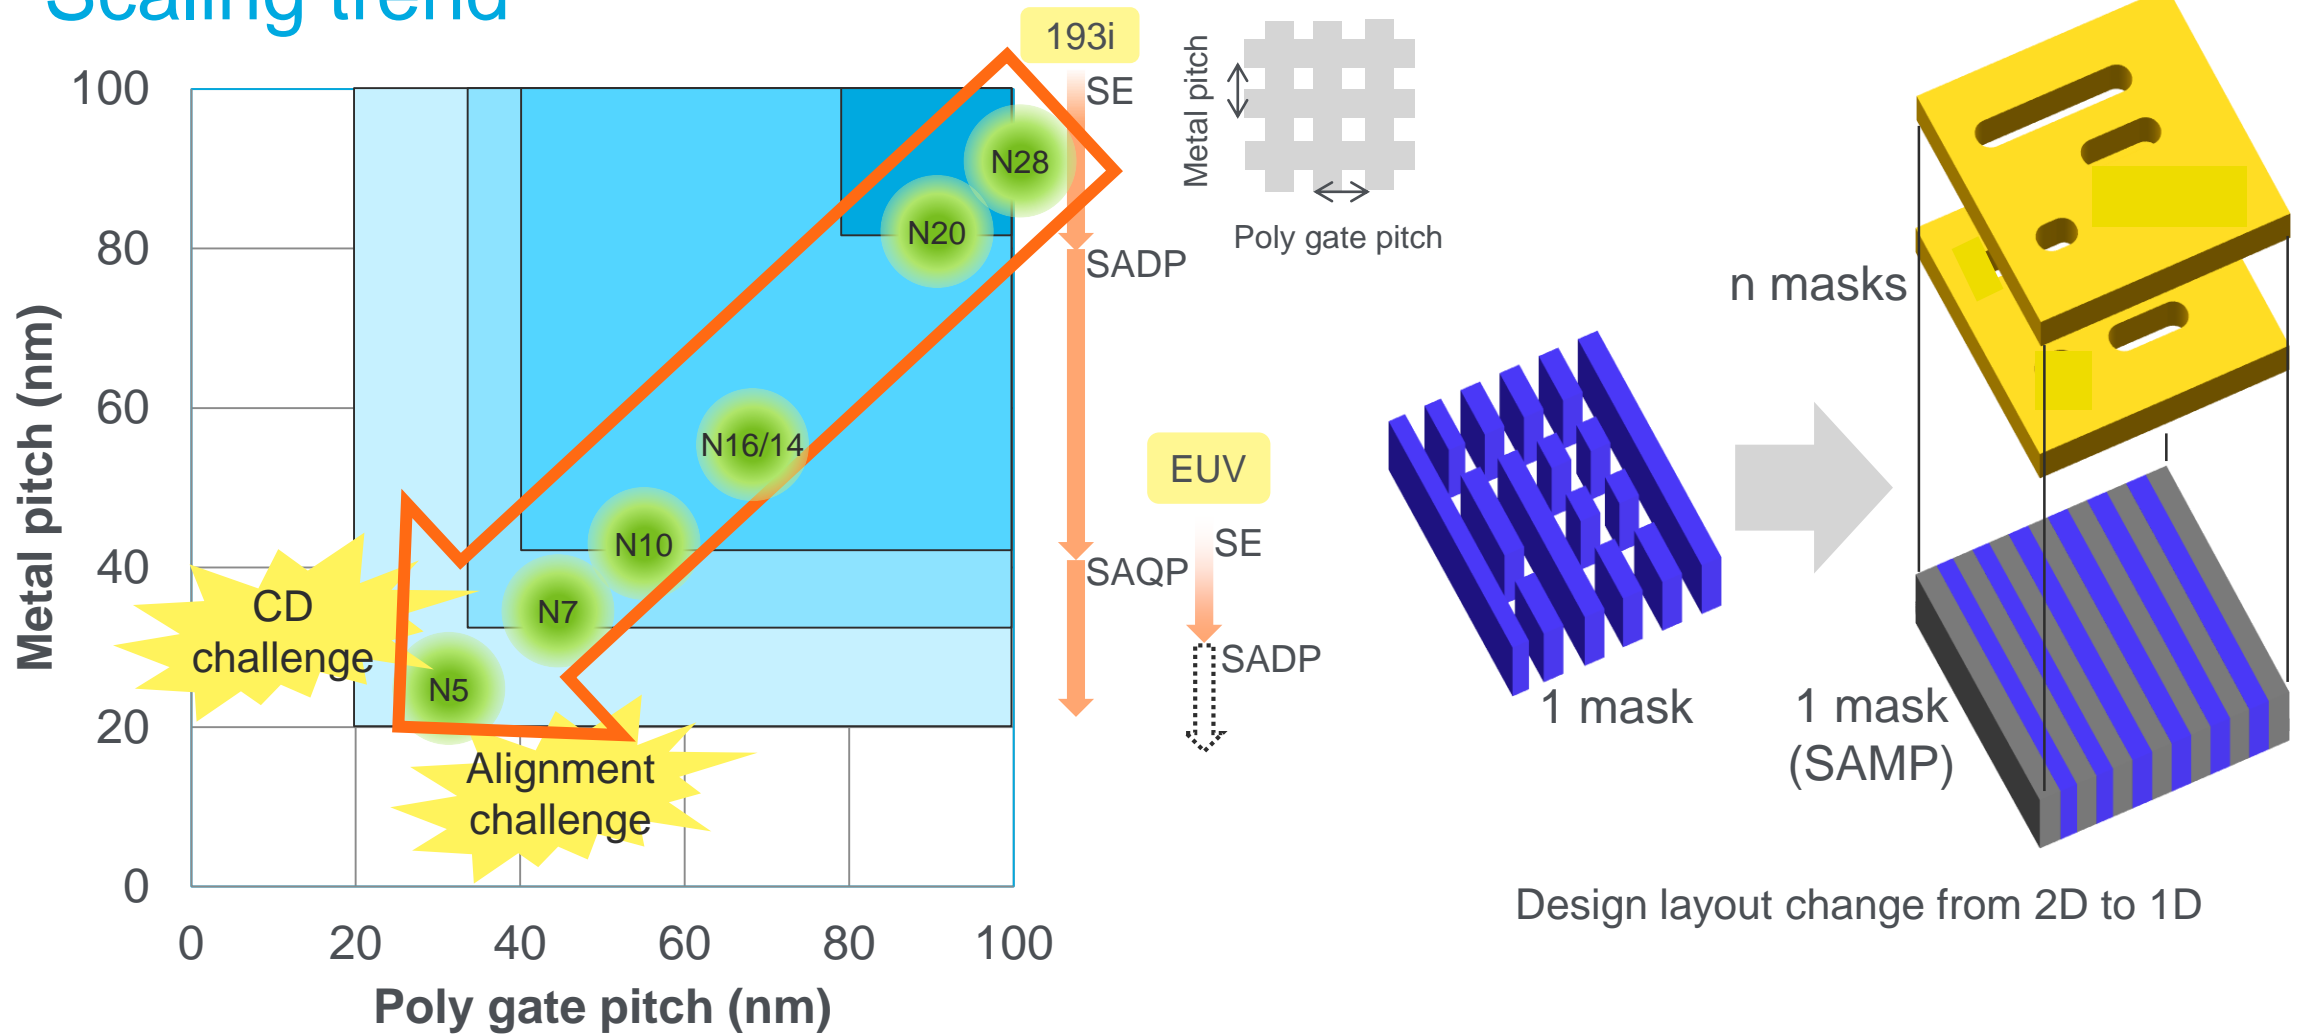 Scaling trend
193i
SE
SADP
SAQP
EUV
SE
SADP
Metal pitch
Poly gate pitch
Metal pitch (nm)
100
80
60
40
20
0
0 20 40 60 80 100
Poly gate pitch (nm)
N28
N20
N16/14
N10
N7
N5
CD
challenge
Alignment
challenge
n masks
1 mask
1 mask
(SAMP)
Design layout change from 2D to 1D